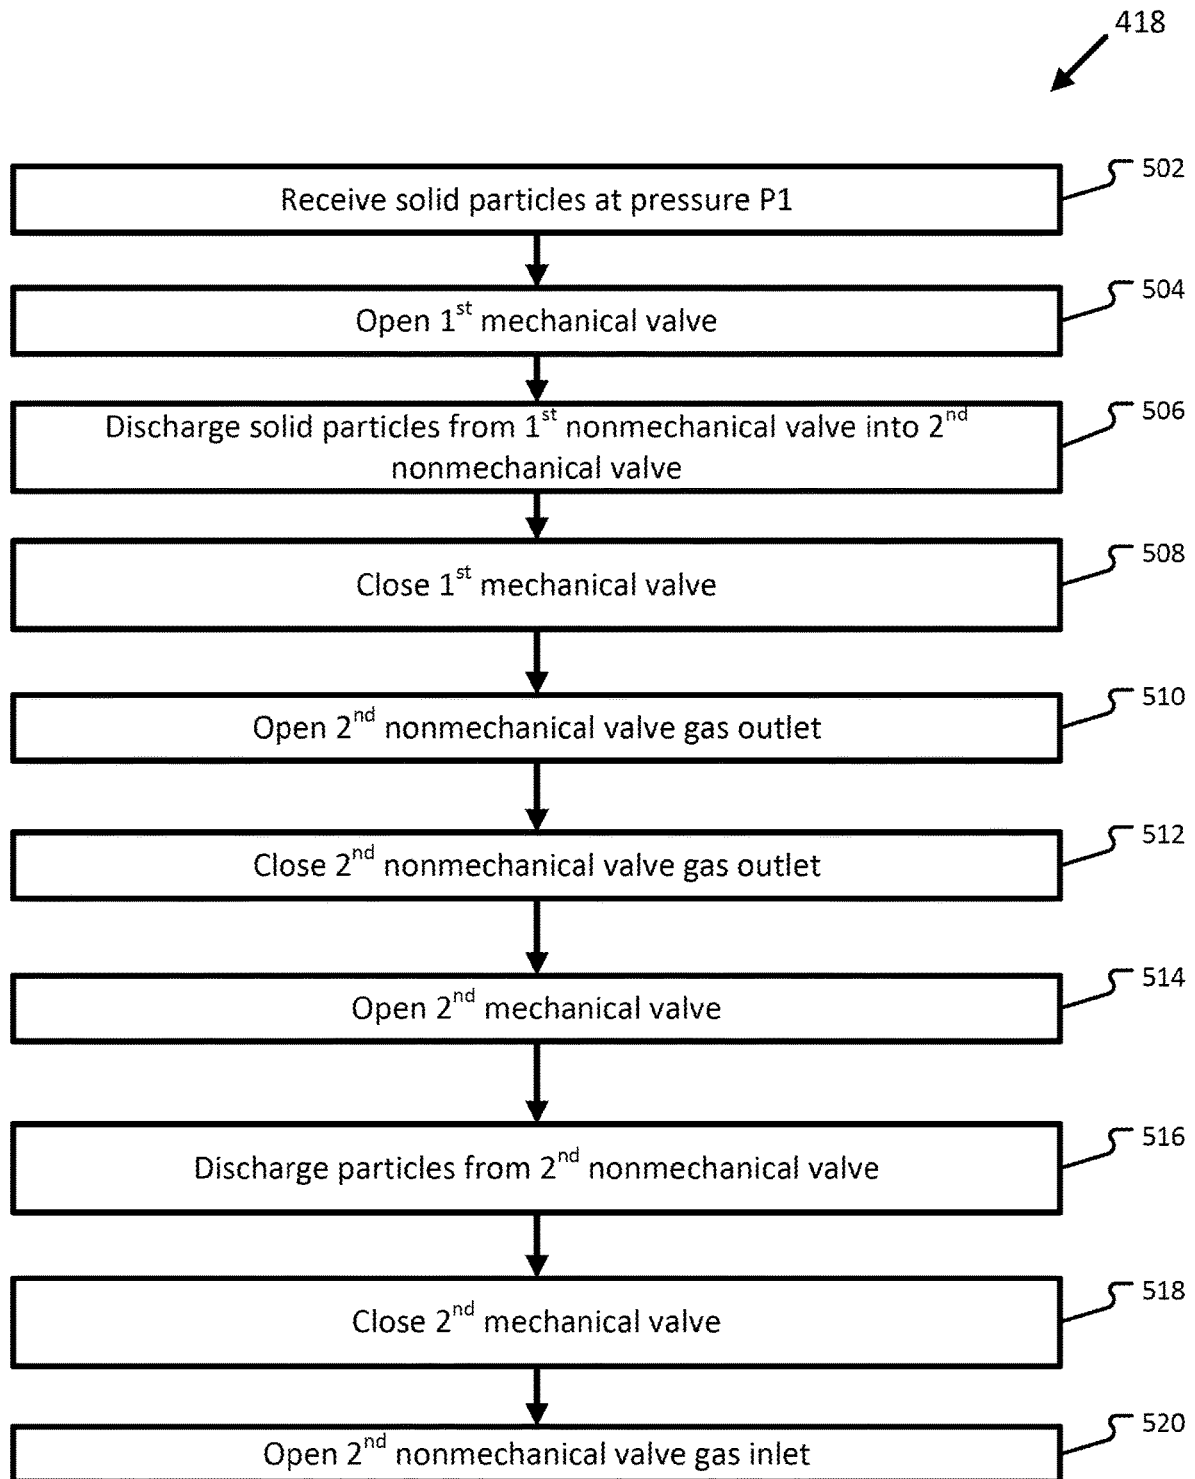 418
Receive solid particles at pressure P1
502
Open 1st mechanical valve
504
Discharge solid particles from 1st nonmechanical valve into 2nd
nonmechanical valve
506
Close 1st mechanical valve
508
Open 2nd nonmechanical valve gas outlet
510
Close 2nd nonmechanical valve gas outlet
512
Open 2nd mechanical valve
514
Discharge particles from 2nd nonmechanical valve
516
Close 2nd mechanical valve
518
Open 2nd nonmechanical valve gas inlet
520